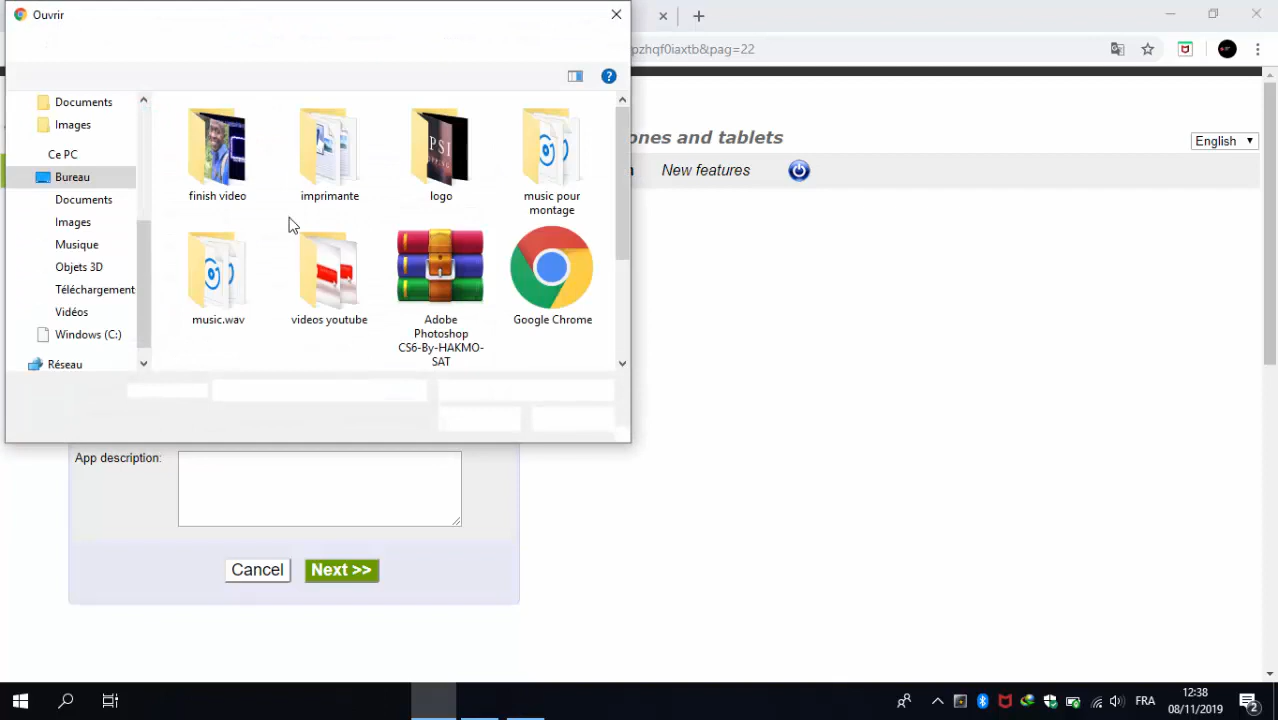 Ouvrir
pzhqf0iaxtb&pag=22
Documents
Images
Ce PC
Bureau
Documents
Images
Musique
Objets 3D
Téléchargement
Vidéos
Windows (C:)
Réseau
finish video
imprimante
logo
music pour
montage
music.wav
videos youtube
Adobe
Photoshop
CS6-By-HAKMO-
SAT
Google Chrome
PSI
ones and tablets
English
New features
App description:
Cancel
Next >>
FRA
12:38
08/11/2019
2